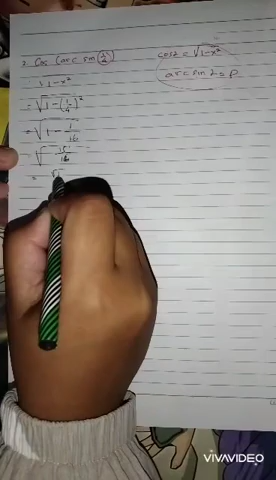 2. Cos (arc sin 1/4)
√1-x²
= √1-(1/4)²
= √1 - 1/16
= √15/16
=
cos z = √1-x²
arc sin z = p
VIVAVIDEO